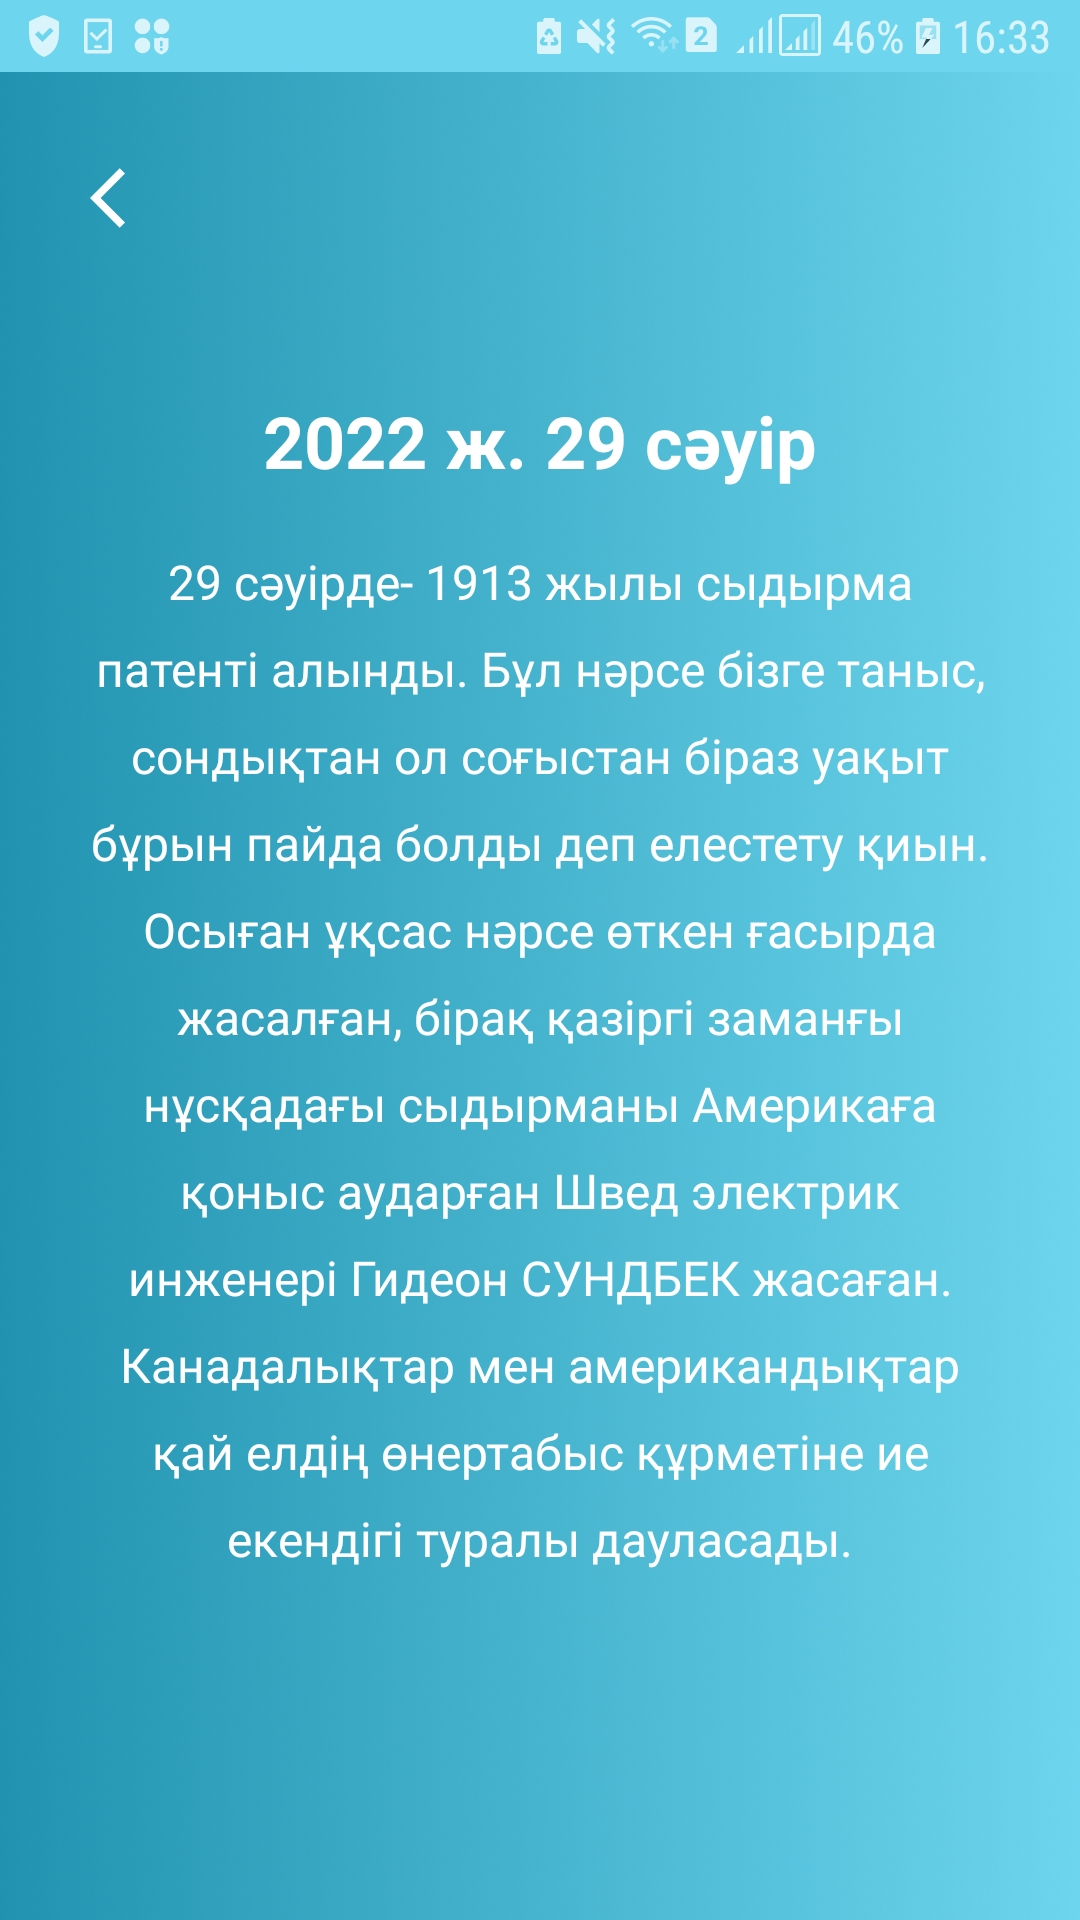 2 46% 16:33
2022 ж. 29 сәуір
29 сәуірде- 1913 жылы сыдырма
патенті алынды. Бұл нәрсе бізге таныс,
сондықтан ол соғыстан біраз уақыт
бұрын пайда болды деп елестету қиын.
Осыған ұқсас нәрсе өткен ғасырда
жасалған, бірақ қазіргі заманғы
нұсқадағы сыдырманы Америкаға
қоныс аударған Швед электрик
инженері Гидеон СУНДБЕК жасаған.
Канадалықтар мен американдықтар
қай елдің өнертабыс құрметіне ие
екендігі туралы дауласады.